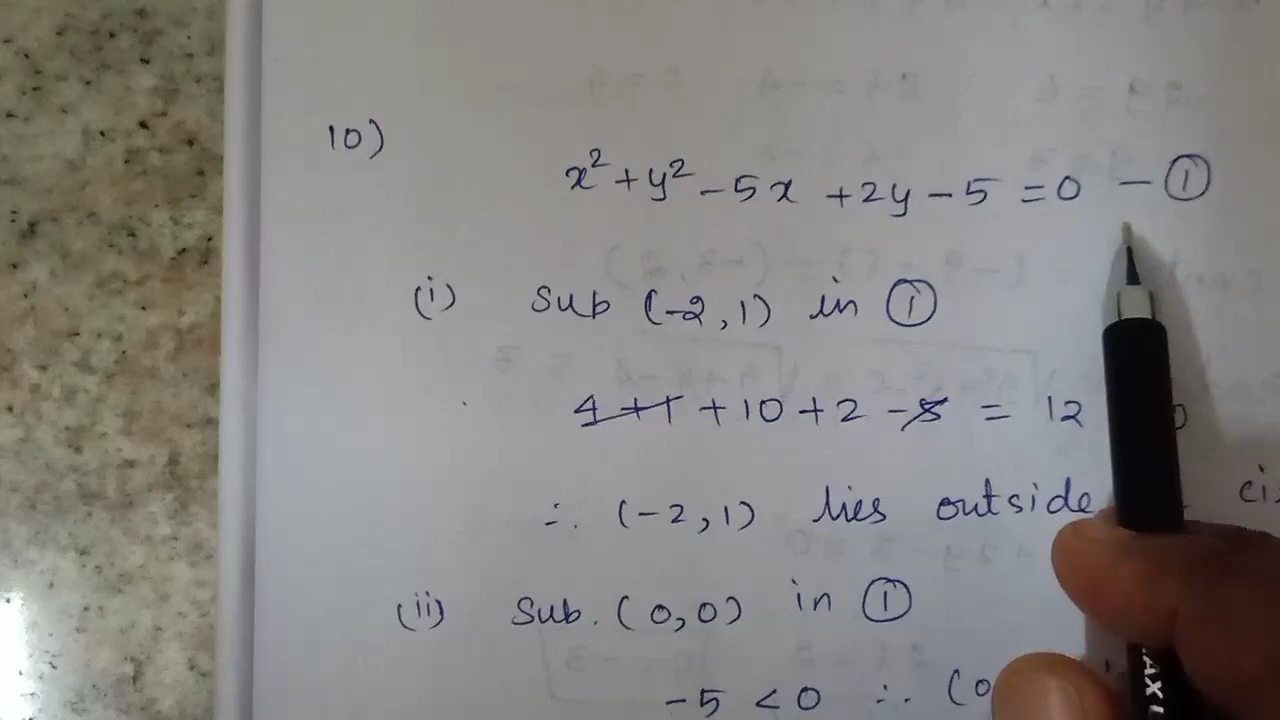 10)
x² + y² - 5x + 2y - 5 = 0 - ①
(i) Sub (-2, 1) in ①
4 + 1 + 10 + 2 - 5 = 12
∴ (-2, 1) lies outside
(ii) Sub. (0,0) in ①
-5 < 0 ∴ (0